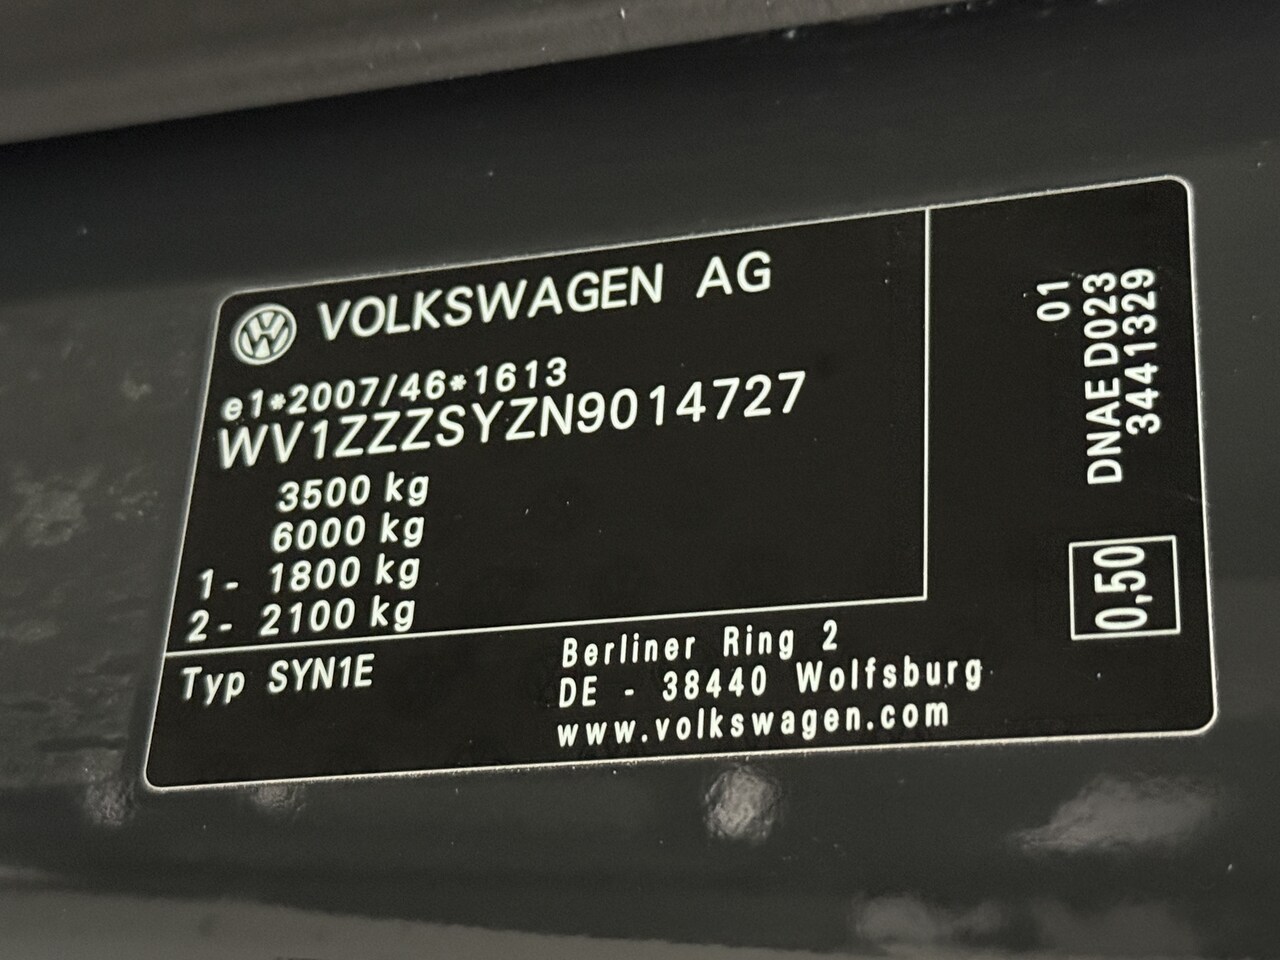 VOLKSWAGEN AG
e1*2007/46*1613
WV1ZZZSYZN9014727
3500 kg
6000 kg
1- 1800 kg
2- 2100 kg
Typ SYN1E
Berliner Ring 2
DE - 38440 Wolfsburg
www.volkswagen.com
01
DNAE D023
3441329
0,50